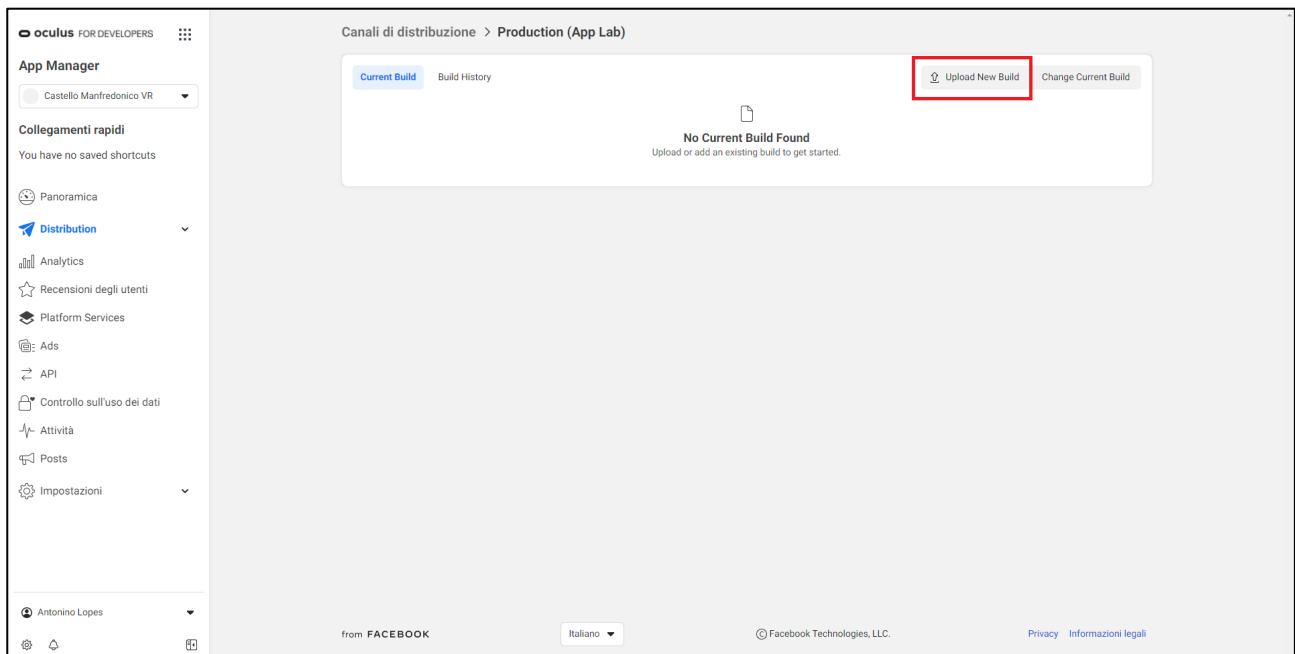 oculus FOR DEVELOPERS
App Manager
Castello Manfredonico VR
Collegamenti rapidi
You have no saved shortcuts
Panoramica
Distribution
Analytics
Recensioni degli utenti
Platform Services
Ads
API
Controllo sull'uso dei dati
Attività
Posts
Impostazioni
Antonino Lopes
Canali di distribuzione > Production (App Lab)
Current Build Build History Upload New Build Change Current Build
No Current Build Found
Upload or add an existing build to get started.
from FACEBOOK Italiano © Facebook Technologies, LLC. Privacy Informazioni legali